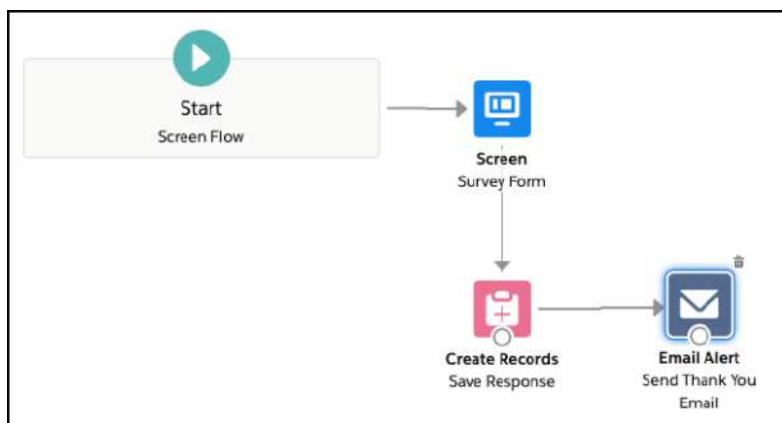 Start
Screen Flow
Screen
Survey Form
Create Records
Save Response
Email Alert
Send Thank You
Email